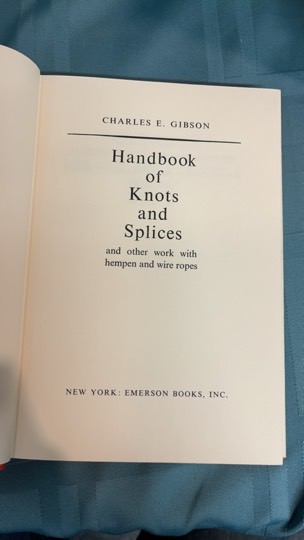 CHARLES E. GIBSON
Handbook
of
Knots
and
Splices
and other work with
hempen and wire ropes
NEW YORK: EMERSON BOOKS, INC.